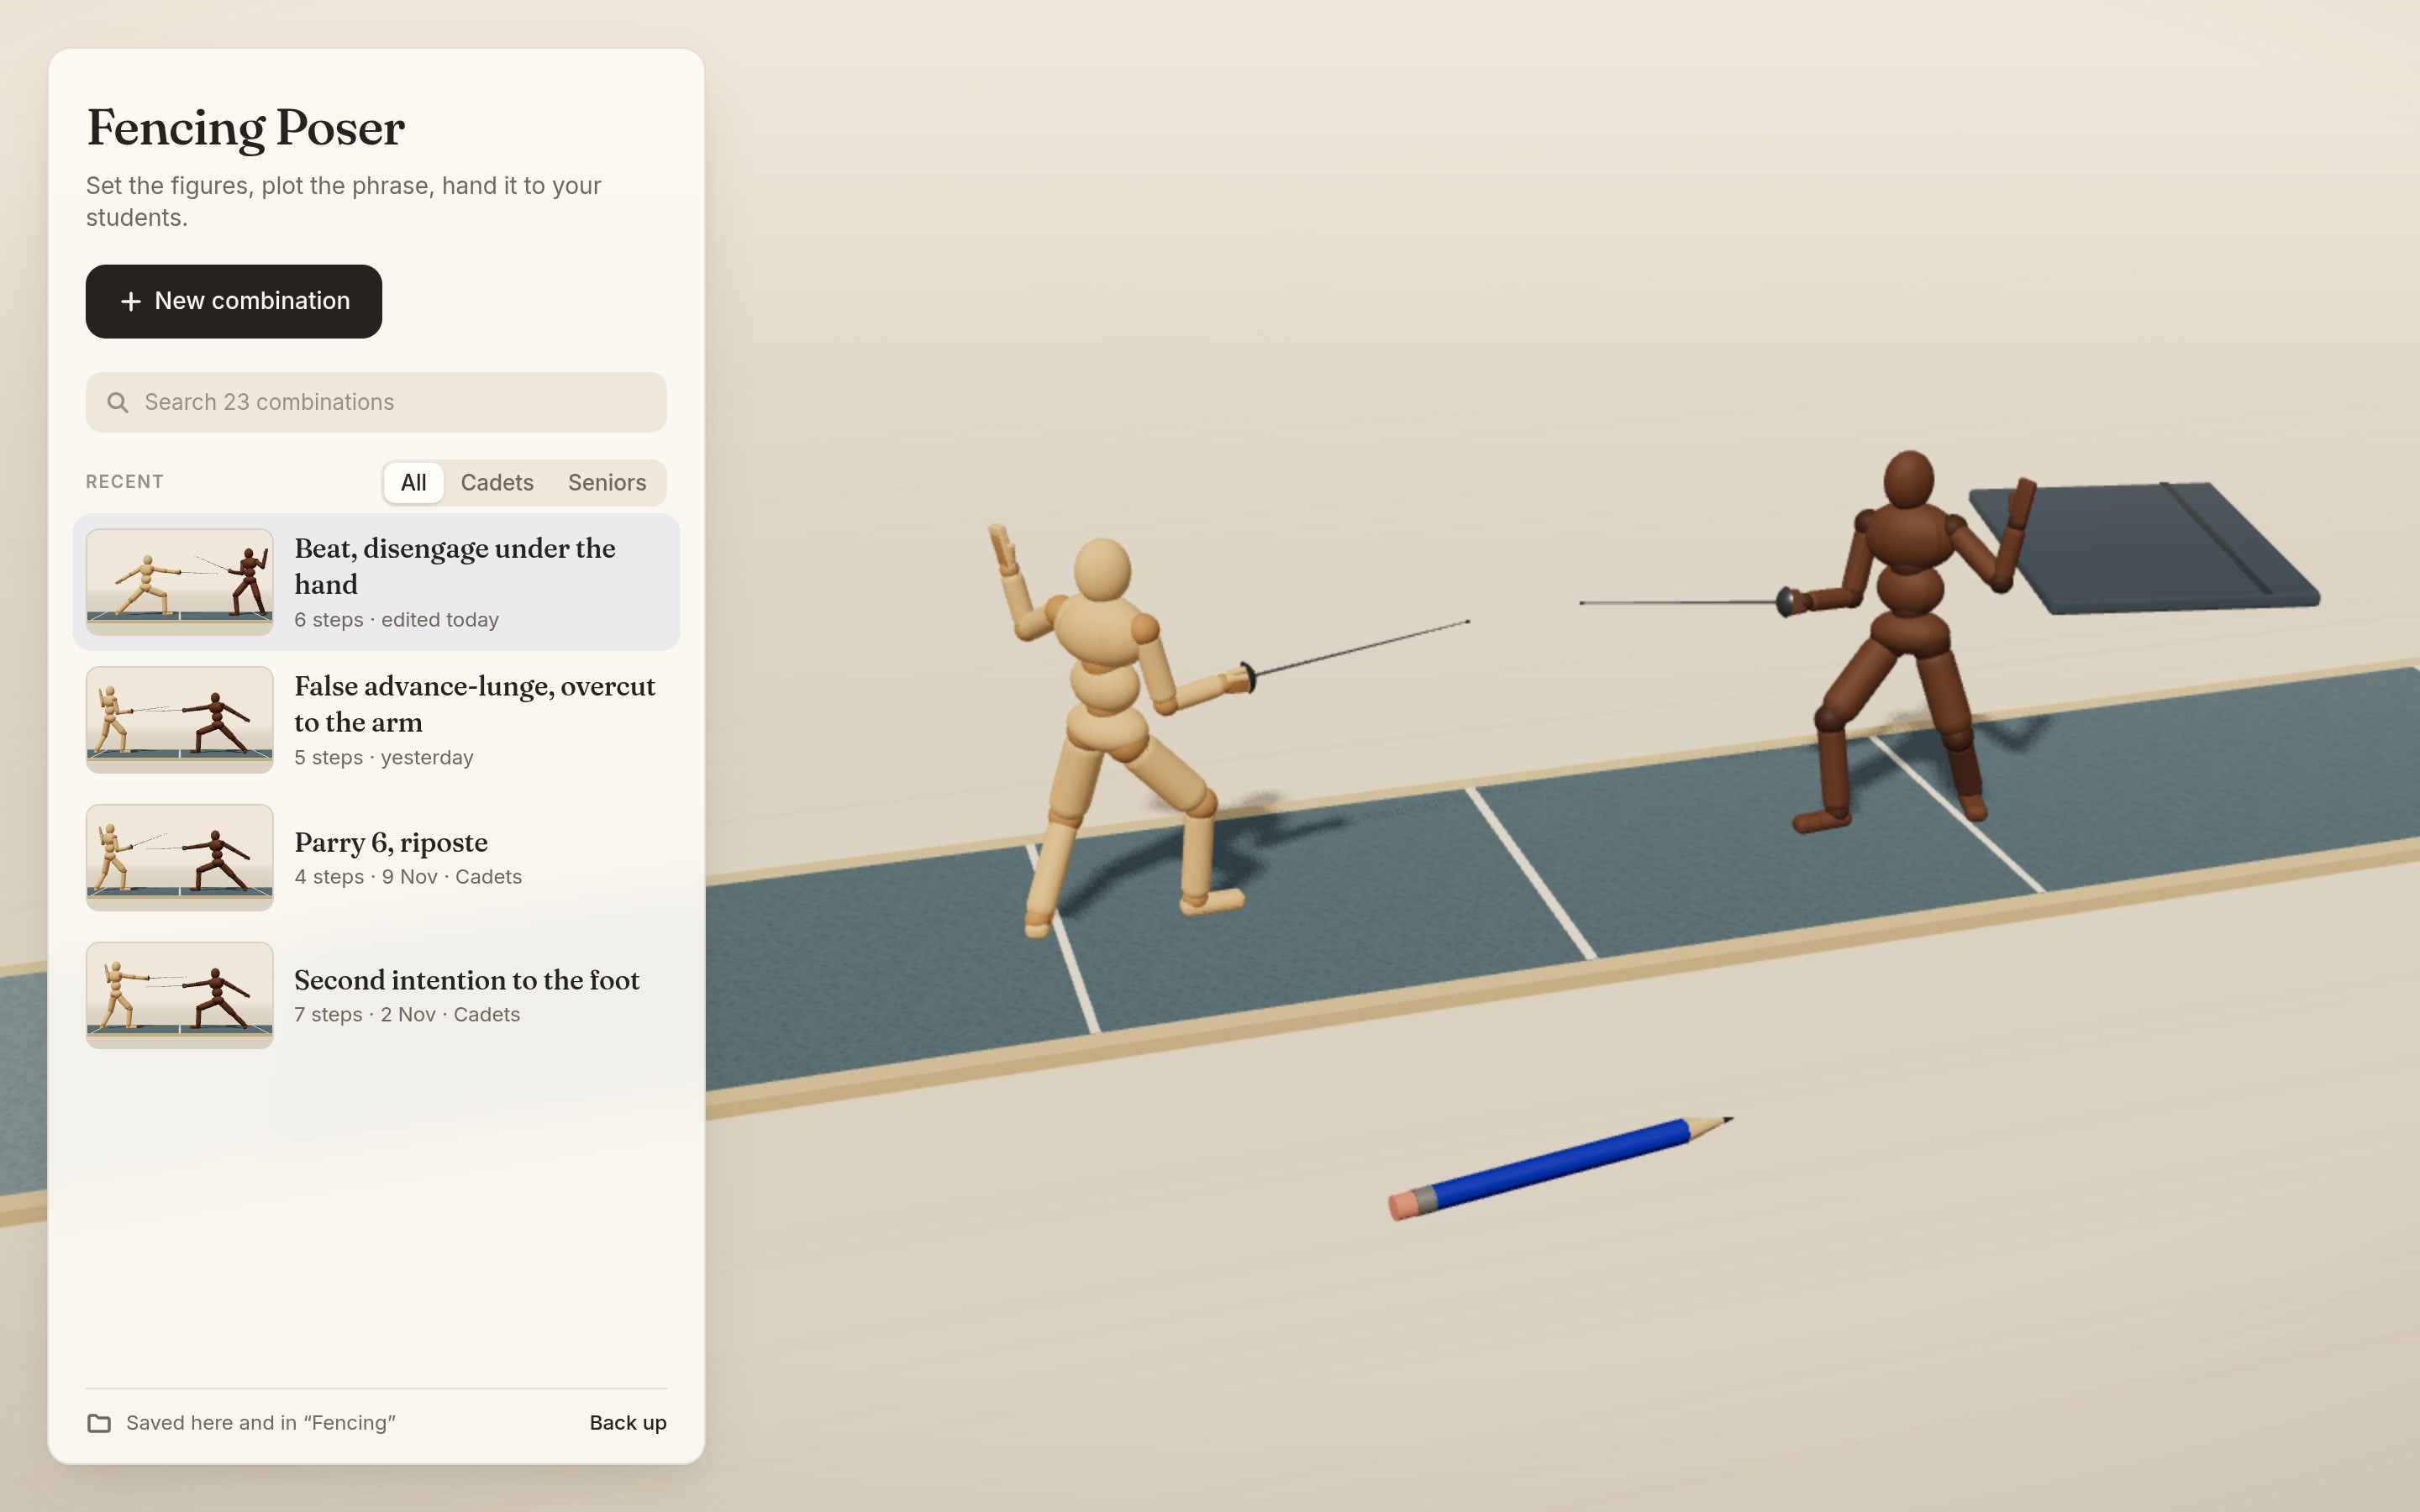 Fencing Poser
Set the figures, plot the phrase, hand it to your
students.
New combination
Search 23 combinations
RECENT
All
Cadets
Seniors
Beat, disengage under the
hand
6 steps · edited today
False advance-lunge, overcut
to the arm
5 steps · yesterday
Parry 6, riposte
4 steps · 9 Nov · Cadets
Second intention to the foot
7 steps · 2 Nov · Cadets
Saved here and in “Fencing”
Back up